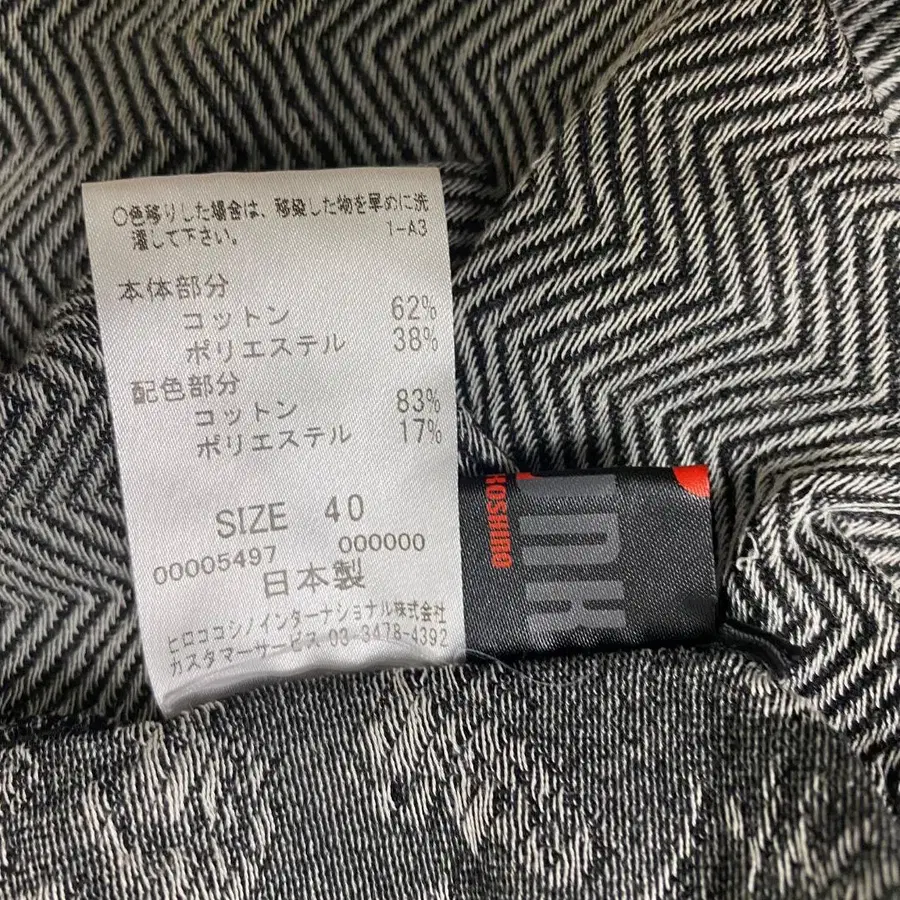 〇色移りした場合は、移染した物を早めに洗
濯して下さい。 1-A3
本体部分
コットン 62%
ポリエステル 38%
配色部分
コットン 83%
ポリエステル 17%
SIZE 40
00005497 000000
日本製
ヒロココシノインターナショナル株式会社
カスタマーサービス 03-3478-4392
KOSHINO